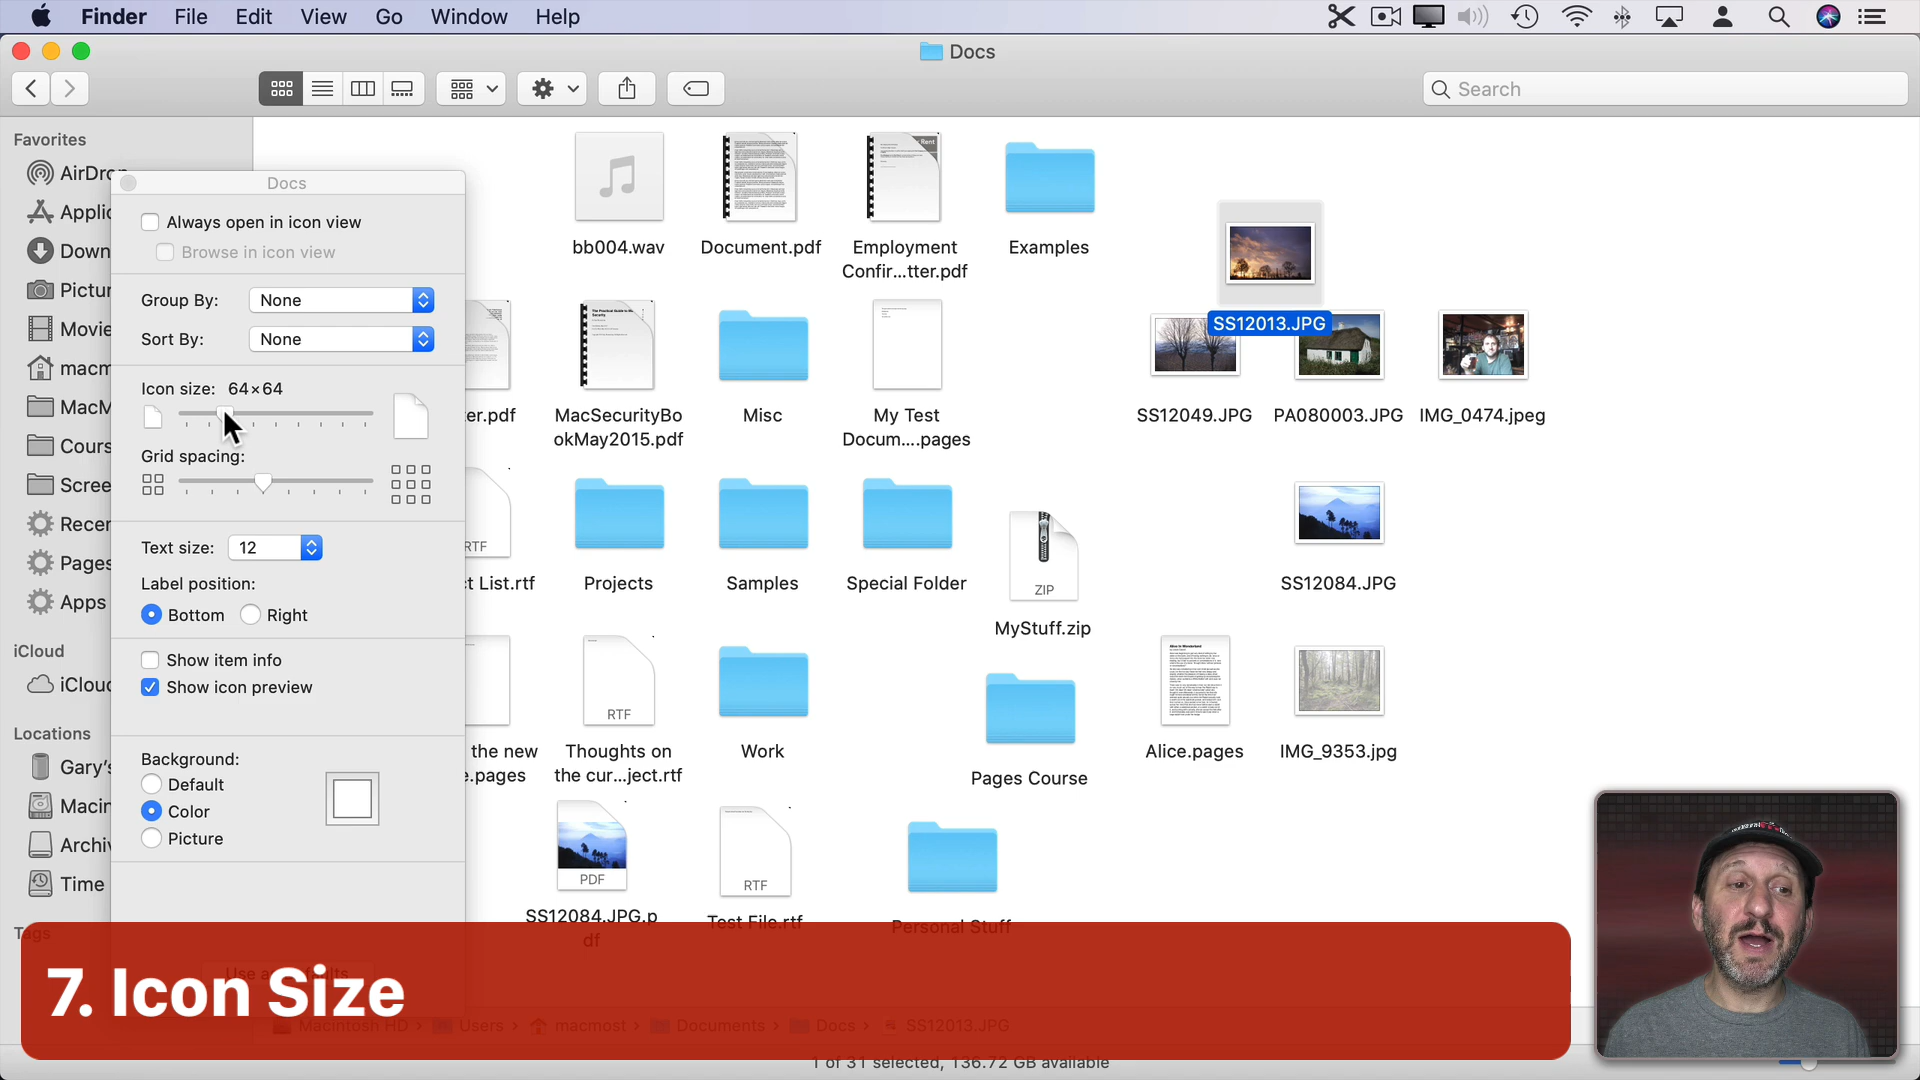 Finder File Edit View Go Window Help
Docs
Search
Favorites
AirDrop
Applic
Down
Pictur
Movie
macm
MacM
Cours
Scree
Recer
Pages
Apps
iCloud
iCloud
Locations
Gary's
Macin
Archiv
Time
Tags
Docs
Always open in icon view
Browse in icon view
Group By: None
Sort By: None
Icon size: 64×64
Grid spacing:
Text size: 12
Label position:
Bottom Right
Show item info
Show icon preview
Background:
Default
Color
Picture
bb004.wav
Document.pdf
Employment
Confir...tter.pdf
Examples
SS12013.JPG
er.pdf
MacSecurityBo
okMay2015.pdf
Misc
My Test
Docum....pages
SS12049.JPG
PA080003.JPG
IMG_0474.jpeg
RTF
t List.rtf
Projects
Samples
Special Folder
ZIP
MyStuff.zip
SS12084.JPG
the new
e.pages
RTF
Thoughts on
the cur...ject.rtf
Work
Pages Course
Alice.pages
IMG_9353.jpg
PDF
SS12084.JPG.p
df
RTF
Test File.rtf
Personal Stuff
7. Icon Size
Macintosh HD › Users › macmost › Documents › Docs › SS12013.JPG
1 of 31 selected, 136.72 GB available